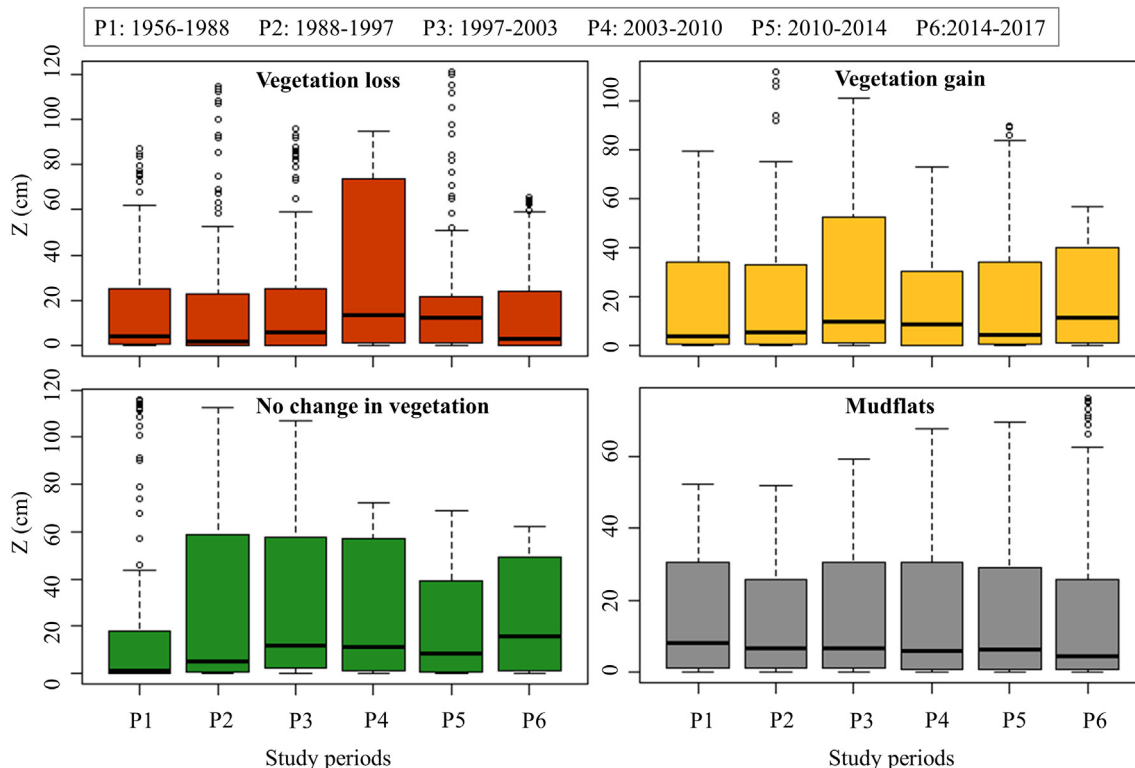 P1: 1956-1988 P2: 1988-1997 P3: 1997-2003 P4: 2003-2010 P5: 2010-2014 P6:2014-2017
Vegetation loss
Z (cm)
120
100
80
60
40
20
0
Vegetation gain
100
80
60
40
20
0
No change in vegetation
Z (cm)
120
100
80
60
40
20
0
P1 P2 P3 P4 P5 P6
Study periods
Mudflats
60
40
20
0
P1 P2 P3 P4 P5 P6
Study periods